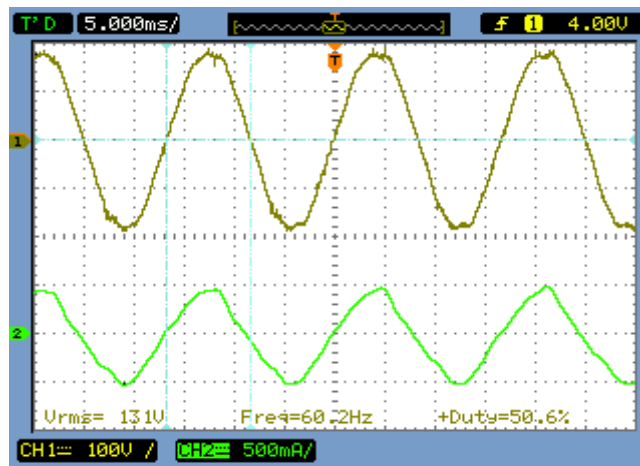 T'D 5.000ms/ T ƒ 1 4.00V
T
1
2
Vrms= 131V Freq=60.2Hz +Duty=50.6%
CH1 100V / CH2 500mA/